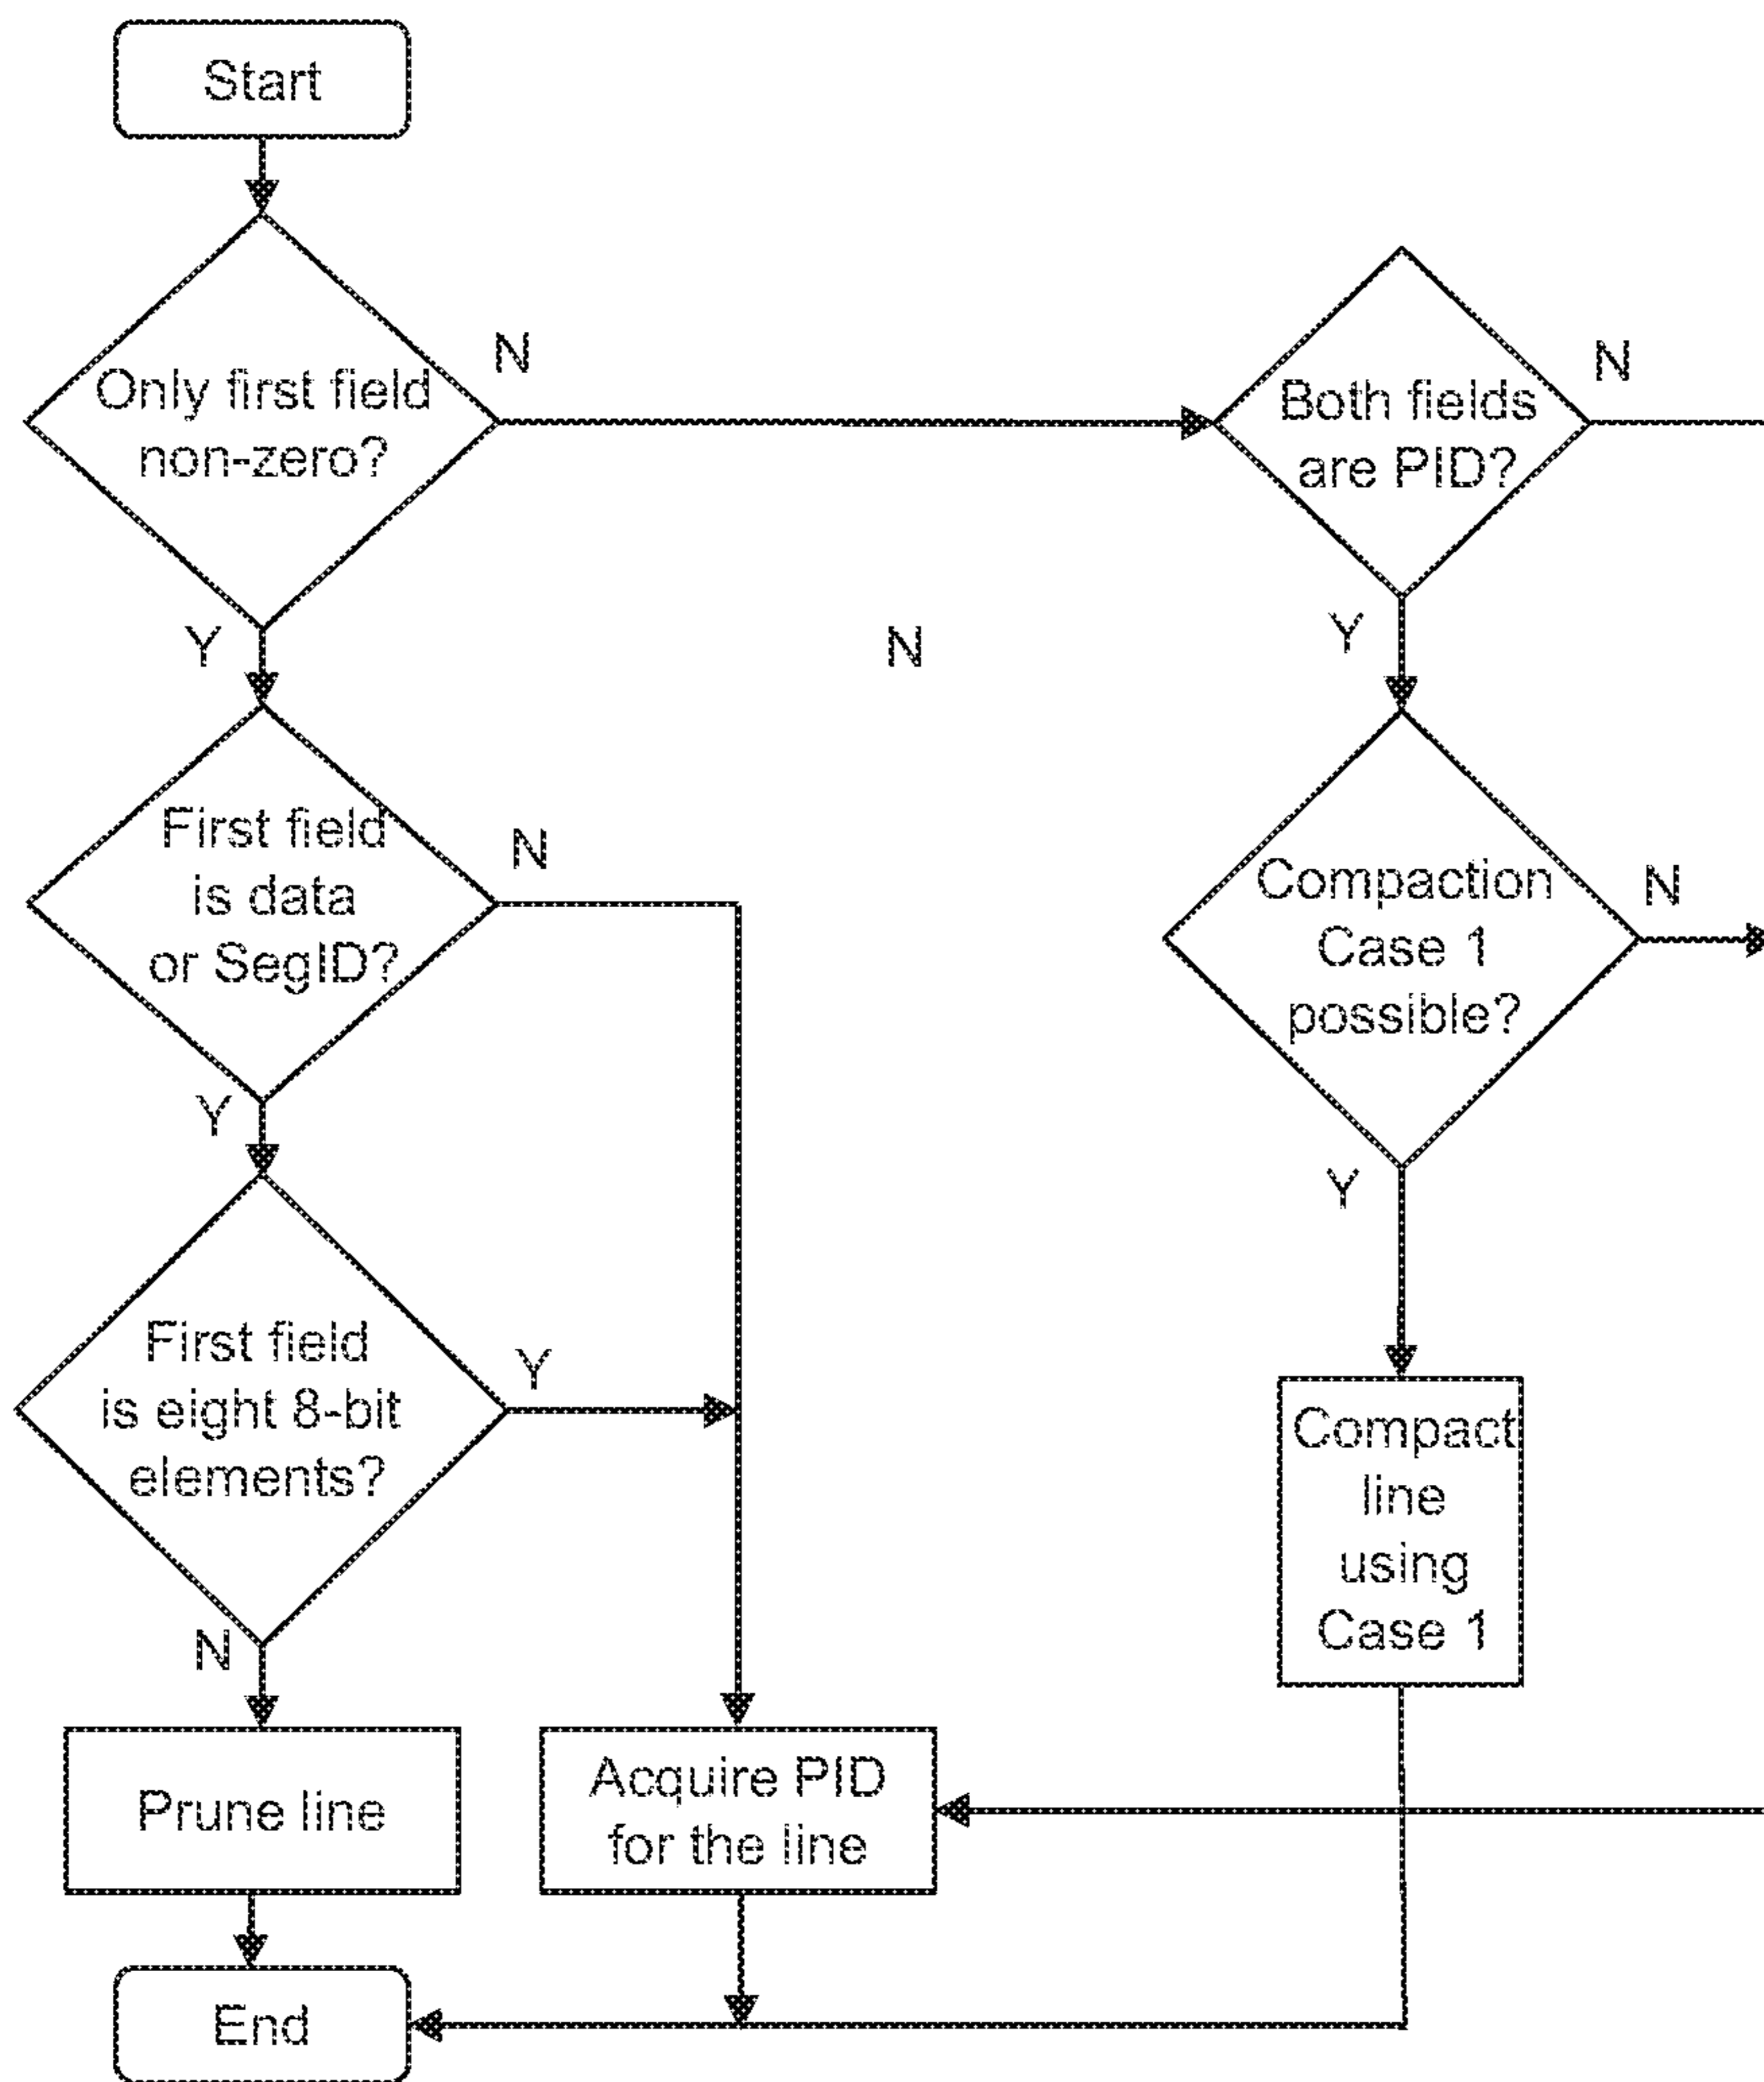 Start
Only first field
non-zero?
N
Both fields
are PID?
N
Y
N
Y
First field
is data
or SegID?
N
Compaction
Case 1
possible?
N
Y
Y
First field
is eight 8-bit
elements?
Y
Compact
line
using
Case 1
N
Prune line
Acquire PID
for the line
End